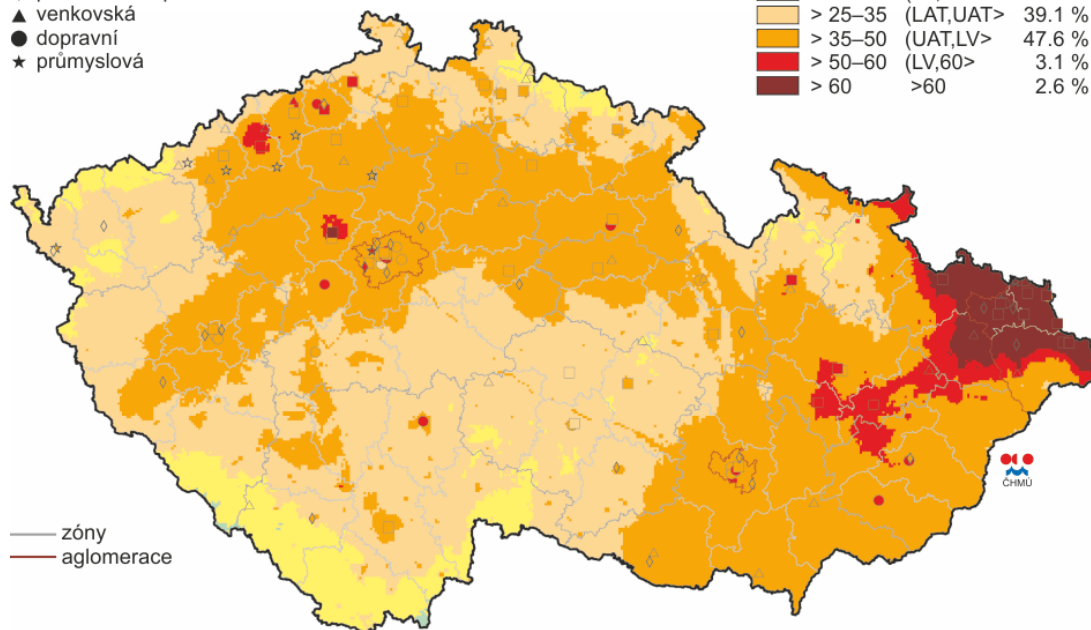 venkovská
dopravní
průmyslová
> 25–35 (LAT,UAT> 39.1 %
> 35–50 (UAT,LV> 47.6 %
> 50–60 (LV,60> 3.1 %
> 60 >60 2.6 %
ČHMÚ
zóny
aglomerace